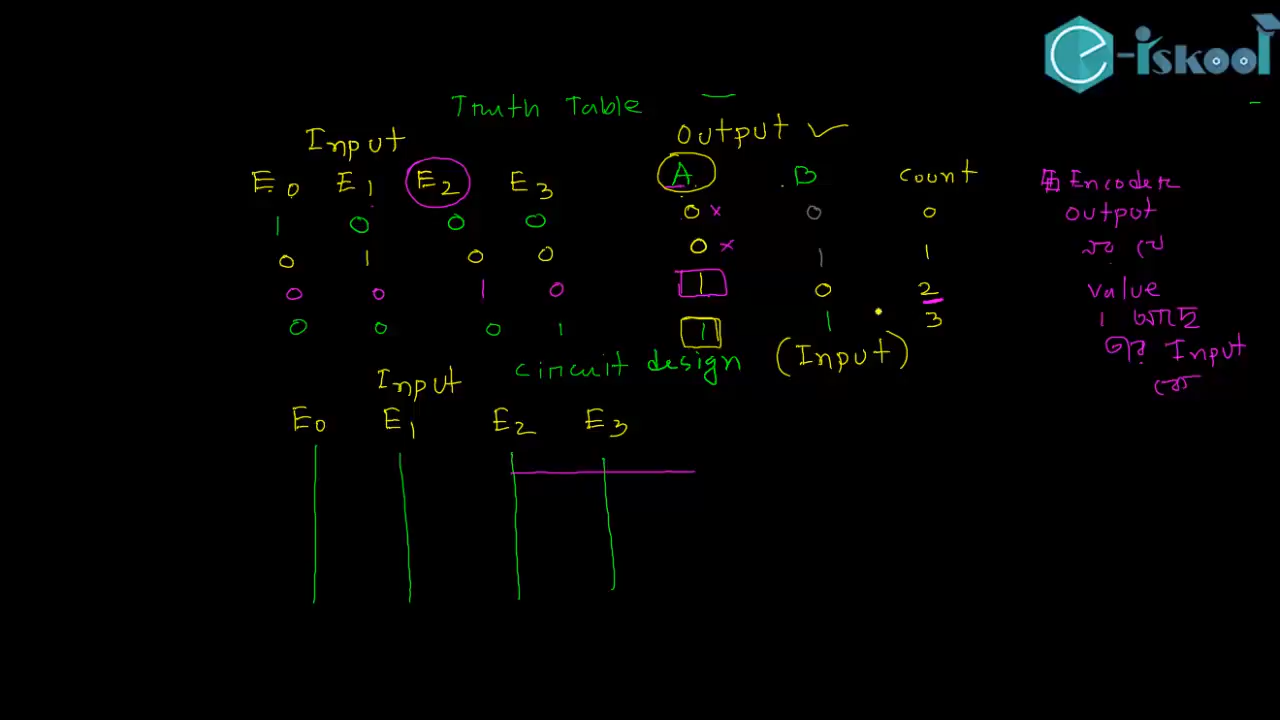 e-iskool
Truth Table
Input Output
E0 E1 E2 E3 A B count
1 0 0 0 0 x 0 0
0 1 0 0 0 x 1 1
0 0 1 0 1 0 2
0 0 0 1 1 1 3
Encoder
output
এর যে
value
1 আছে
Input
circuit design (Input)
Input
E0 E1 E2 E3